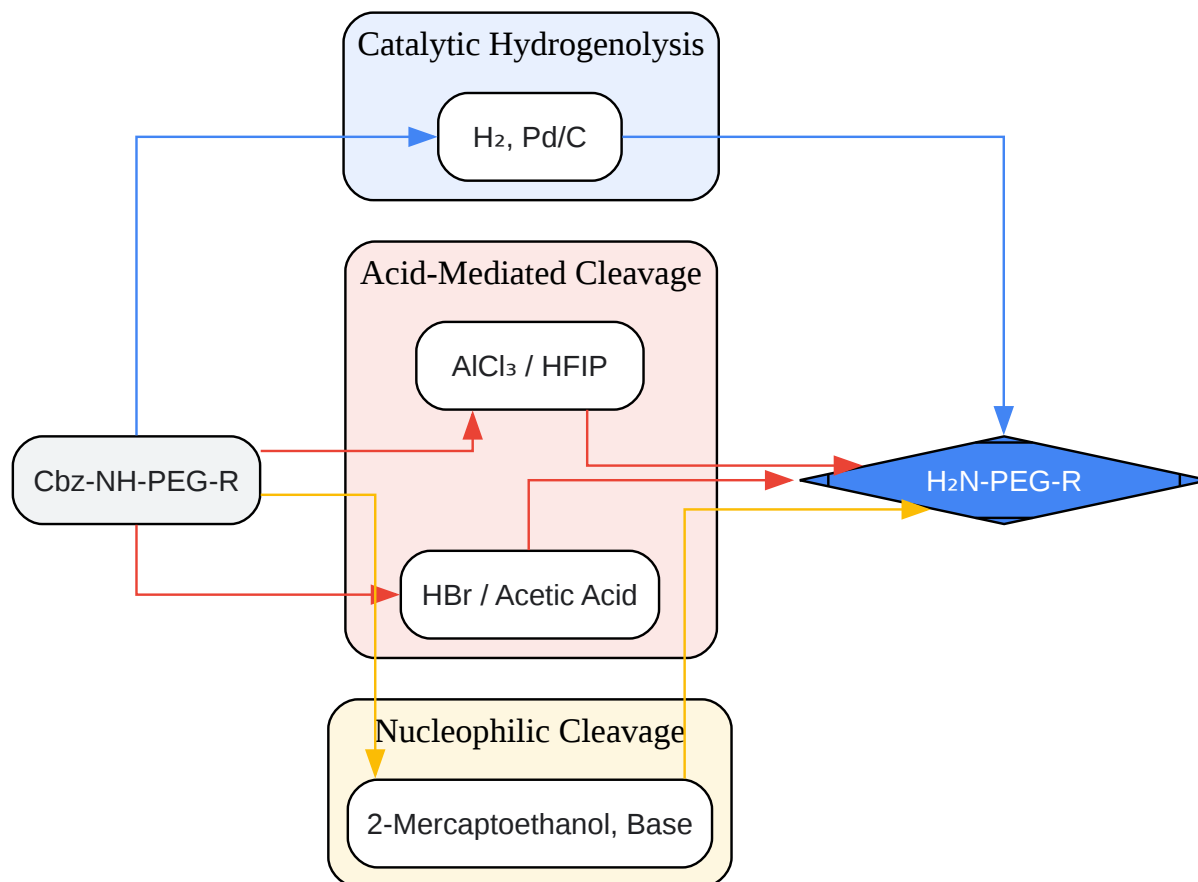 Catalytic Hydrogenolysis
H₂, Pd/C
Acid-Mediated Cleavage
AlCl₃ / HFIP
Cbz-NH-PEG-R
H₂N-PEG-R
HBr / Acetic Acid
Nucleophilic Cleavage
2-Mercaptoethanol, Base